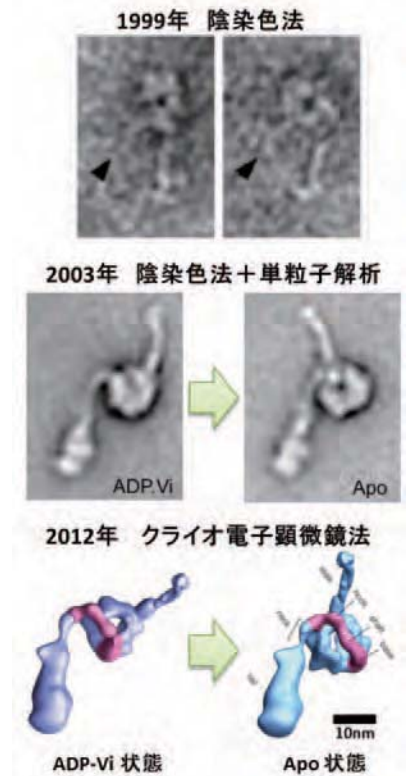 1999年 陰染色法
2003年 陰染色法＋単粒子解析
ADP.Vi
Apo
2012年 クライオ電子顕微鏡法
10nm
ADP-Vi 状態
Apo 状態